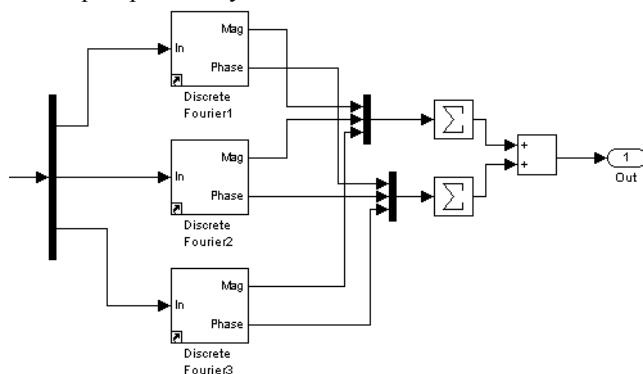 Mag
In
Phase
Discrete
Fourier1
Mag
In
Phase
Discrete
Fourier2
Mag
In
Phase
Discrete
Fourier3
Σ
Σ
+
+
1
Out